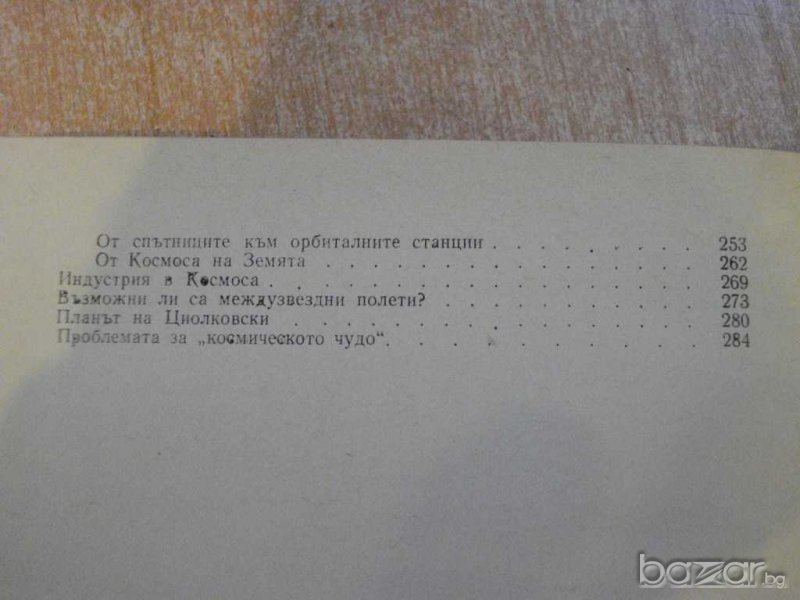 От спътниците към орбиталните станции . . . . . . . . . 253
От Космоса на Земята . . . . . . . . . . . . . . 262
Индустрия в Космоса . . . . . . . . . . . . . . . 269
Възможни ли са междузвездни полети? . . . . . . . . . . 273
Планът на Циолковски . . . . . . . . . . . . . . 280
Проблемата за „космическото чудо“. . . . . . . . . . . 284
bazar.bg